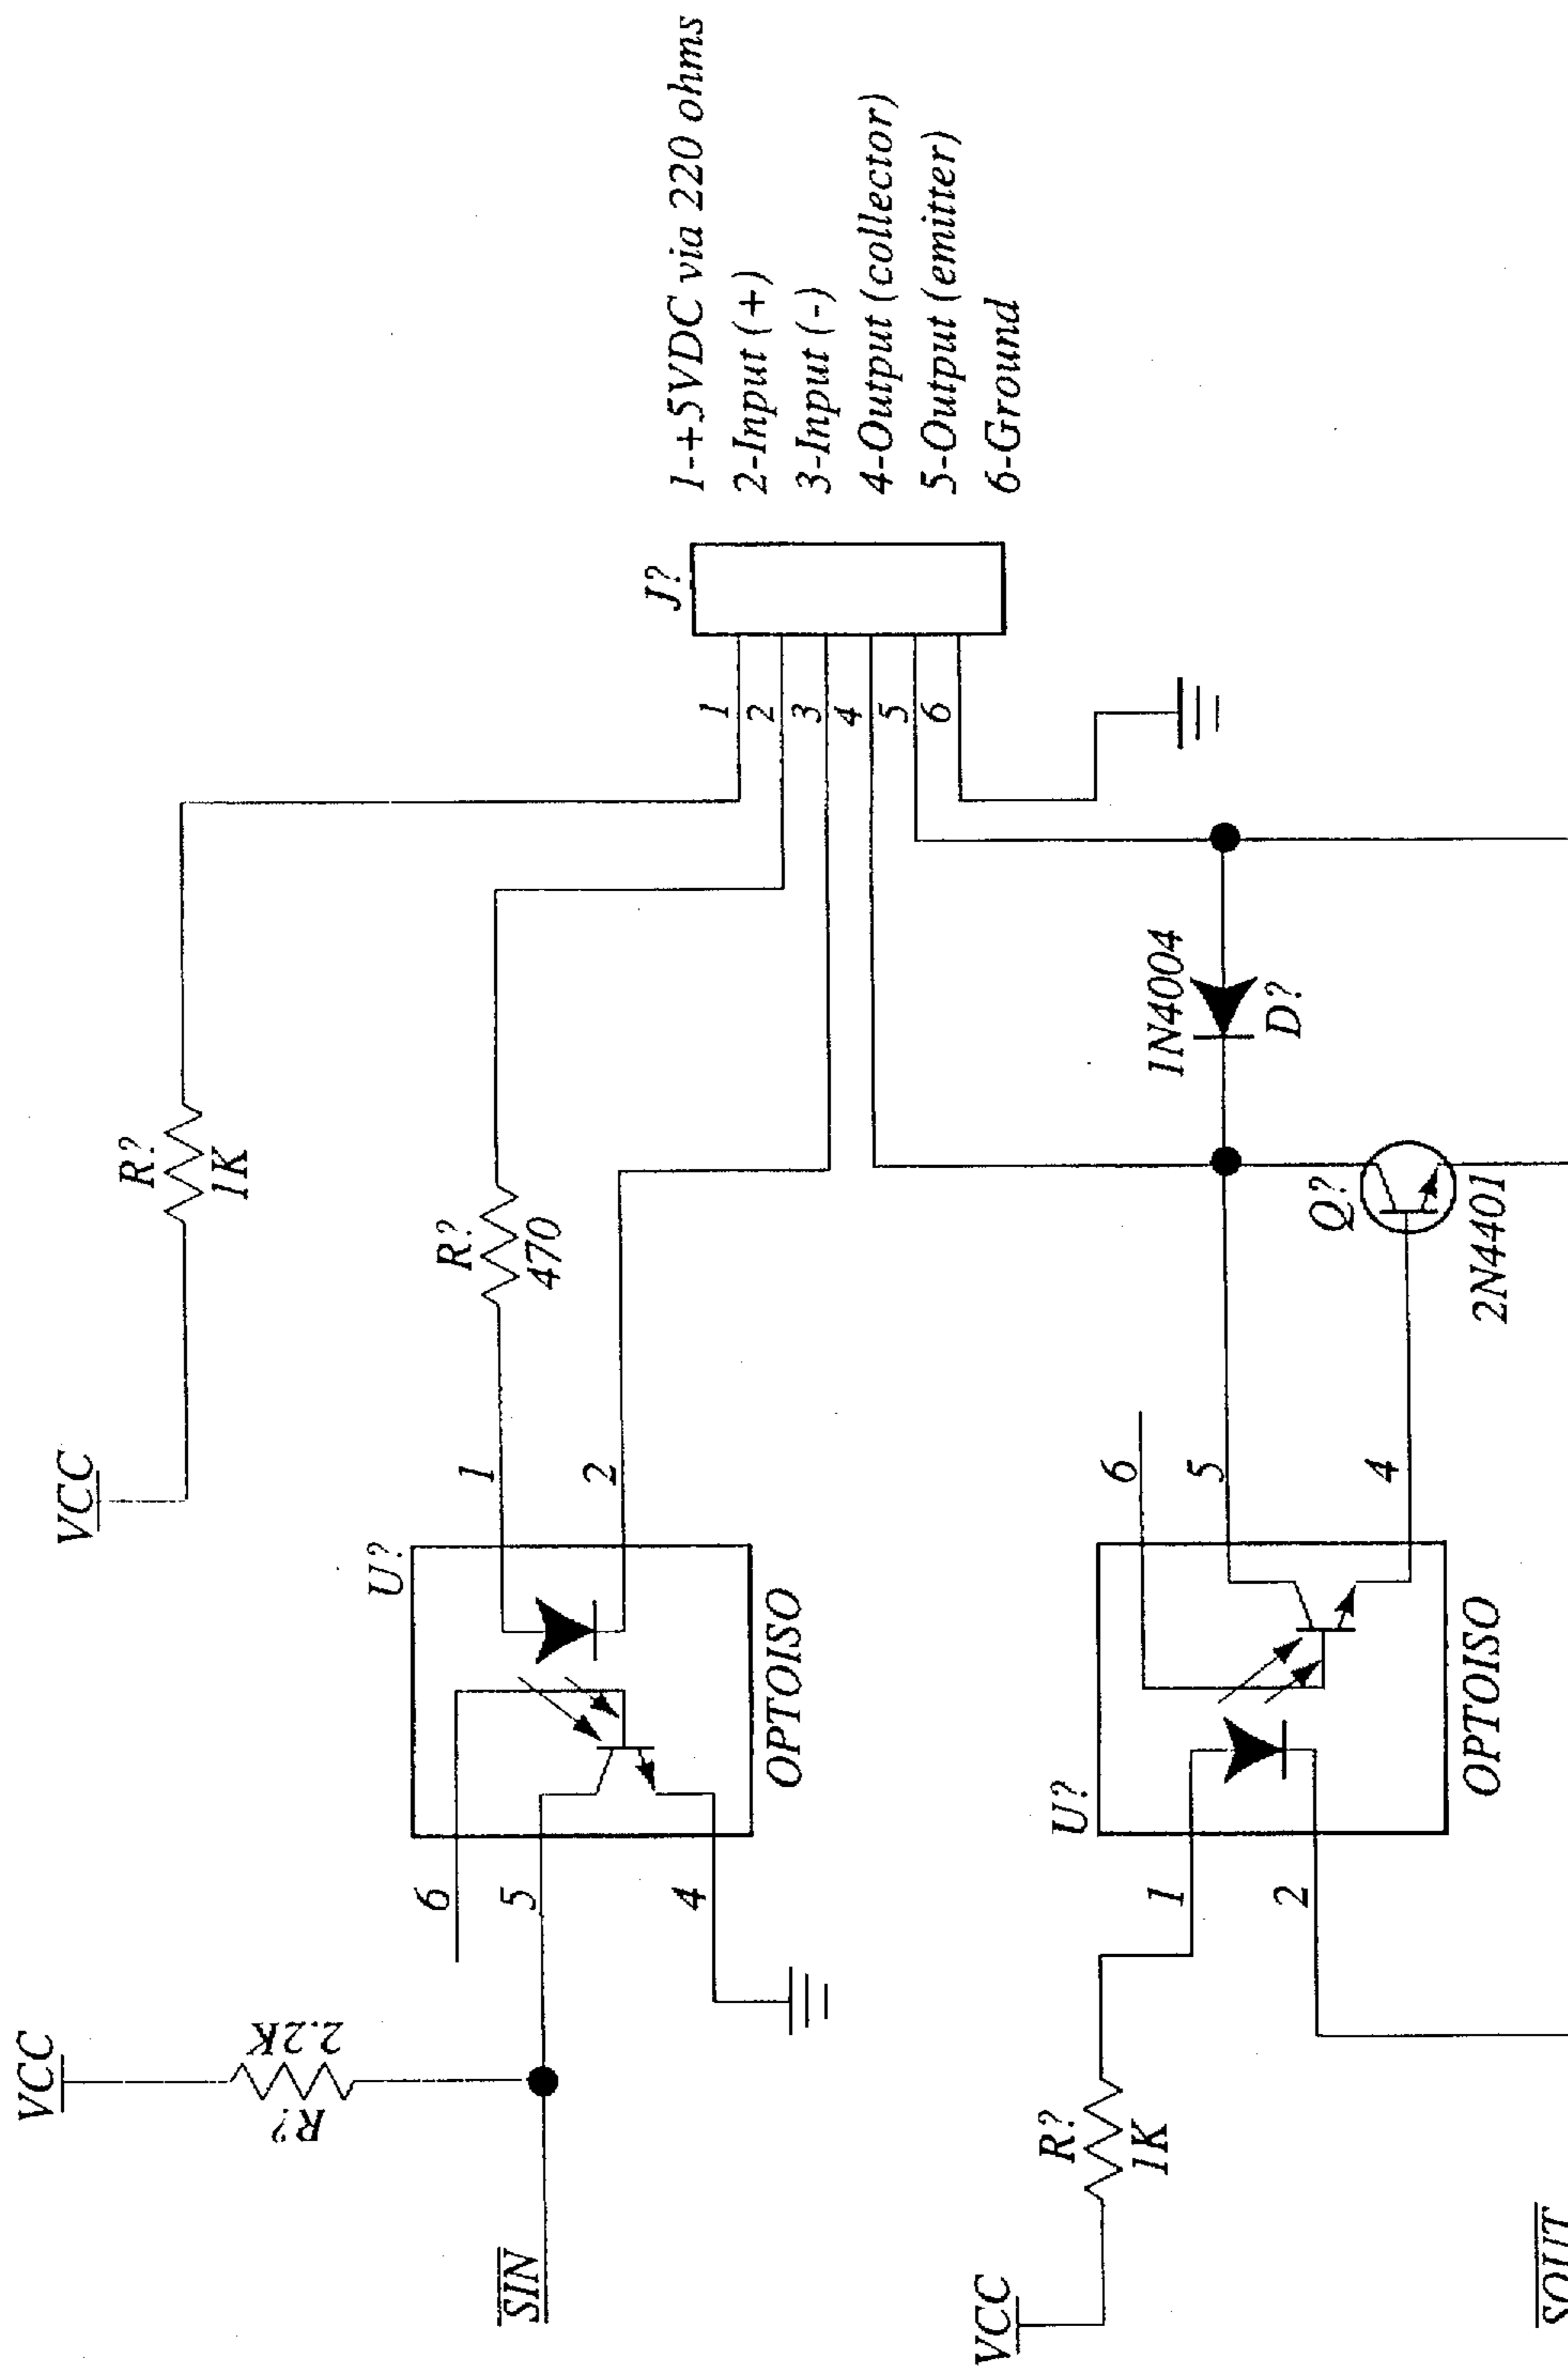 VCC
R?
1K
J?
1-+5VDC via 220 ohms
2-Input (+)
3-Input (-)
4-Output (collector)
5-Output (emitter)
6-Ground
1
2
3
4
5
6
VCC
R?
2.2K
SIN
6
5
4
U?
OPTOISO
1
2
R?
470
VCC
R?
1K
SOUT
1
2
U?
OPTOISO
6
5
4
1N4004
D?
Q?
2N4401